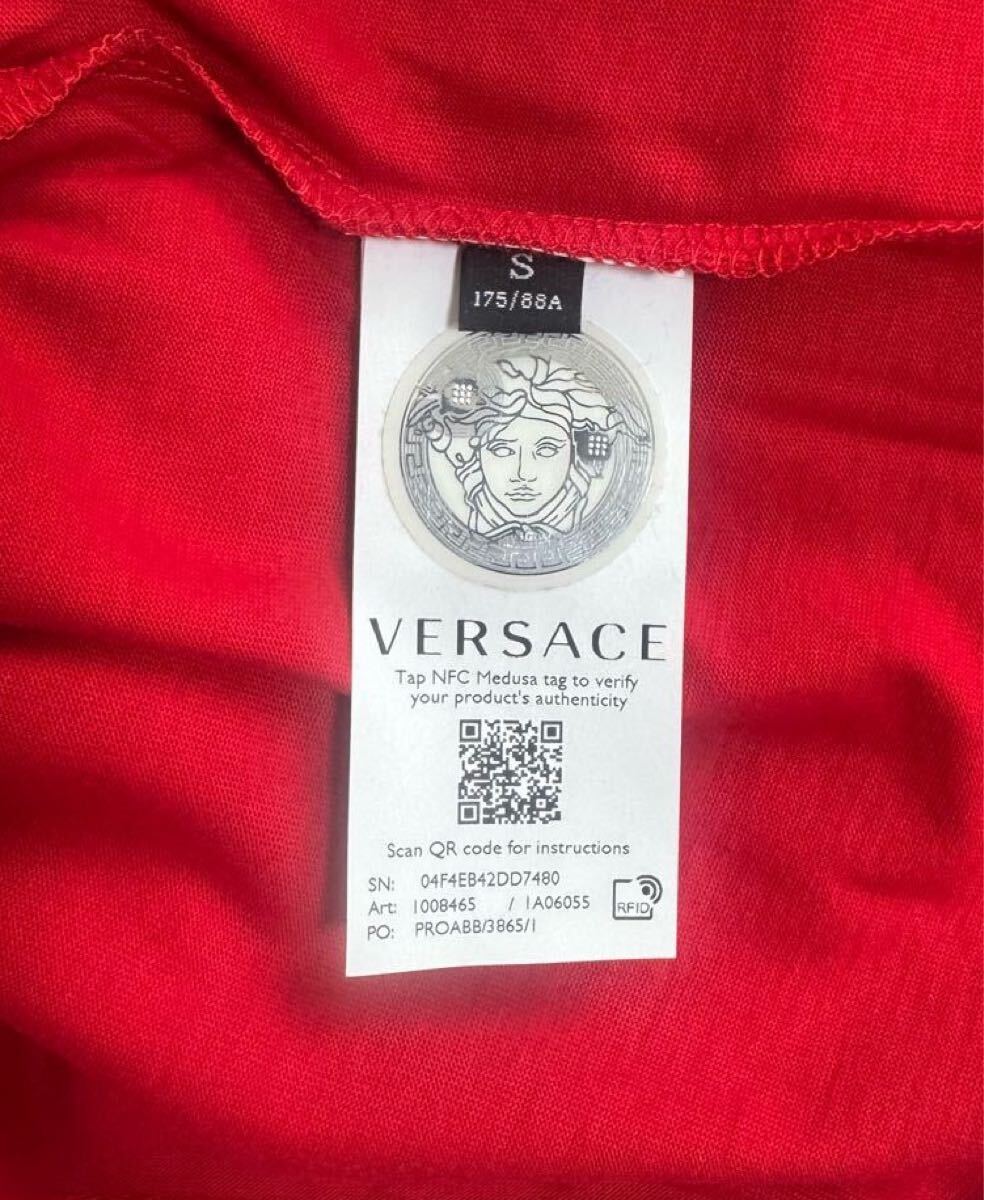 S
175/88A
VERSACE
Tap NFC Medusa tag to verify
your product's authenticity
Scan QR code for instructions
SN: 04F4EB42DD7480
Art: 1008465 / 1A06055
PO: PROABB/3865/1
RFID